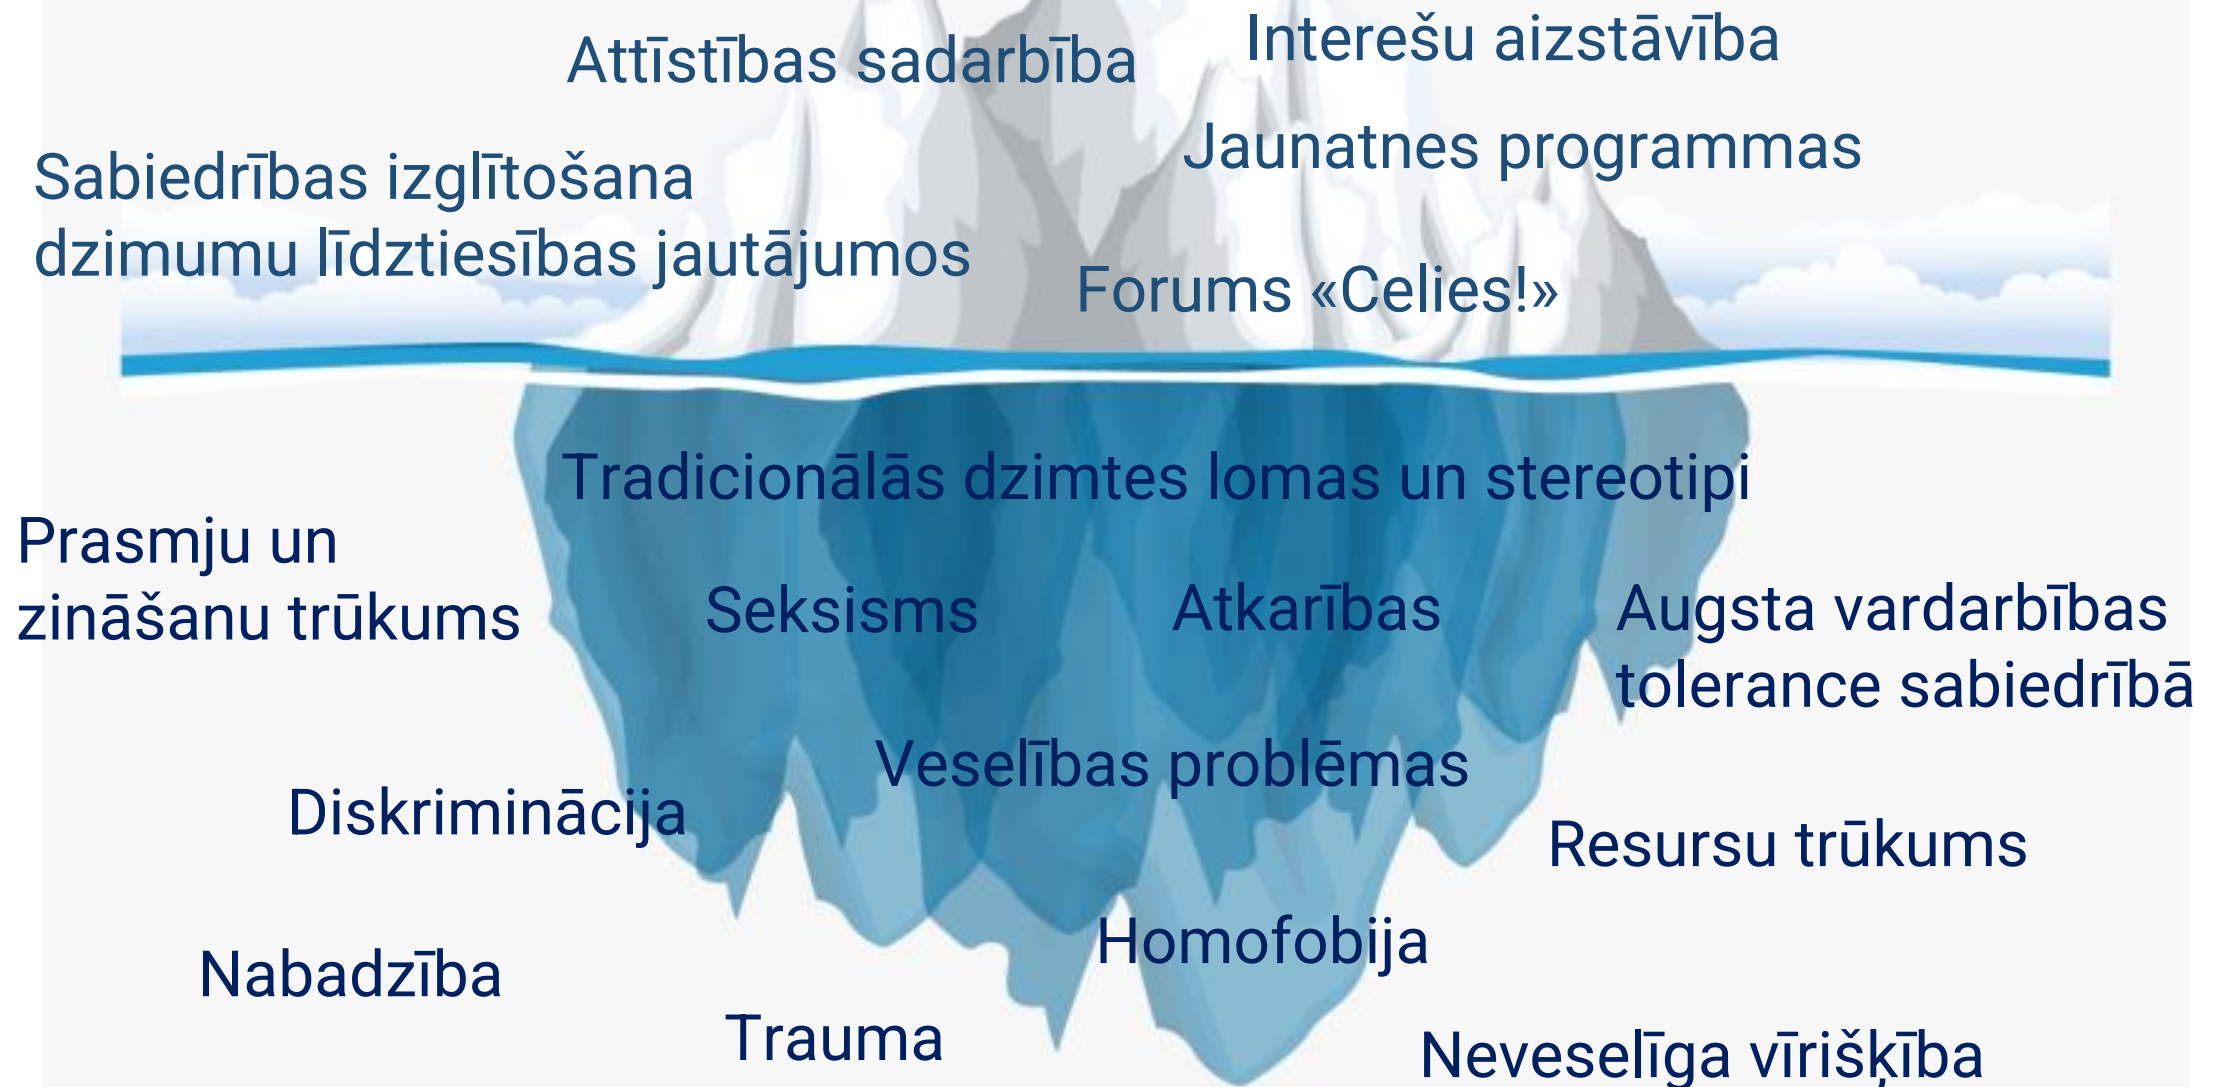 Attīstības sadarbība
Interešu aizstāvība
Jaunatnes programmas
Sabiedrības izglītošana
dzimumu līdztiesības jautājumos
Forums «Celies!»
Tradicionālās dzimtes lomas un stereotipi
Prasmju un
zināšanu trūkums
Seksisms
Atkarības
Augsta vardarbības
tolerance sabiedrībā
Veselības problēmas
Diskriminācija
Resursu trūkums
Homofobija
Nabadzība
Trauma
Neveselīga vīrišķība